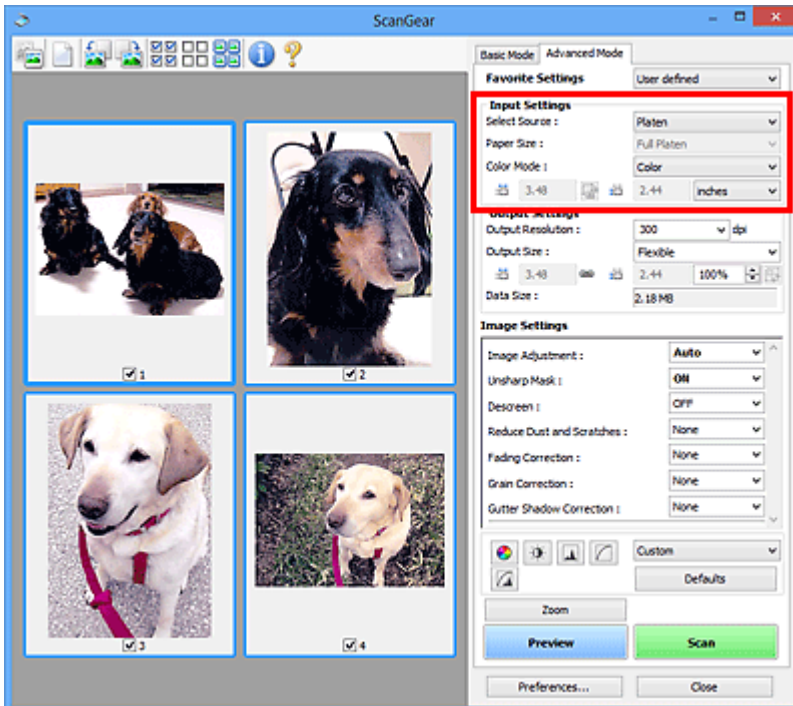 ScanGear
Basic Mode Advanced Mode
Favorite Settings User defined
Input Settings
Select Source : Platen
Paper Size : Full Platen
Color Mode : Color
3.48 2.44 inches
Output Settings
Output Resolution : 300 dpi
Output Size : Flexible
3.48 2.44 100%
Data Size : 2.18 MB
Image Settings
Image Adjustment : Auto
Unsharp Mask : ON
Descreen : OFF
Reduce Dust and Scratches : None
Fading Correction : None
Grain Correction : None
Gutter Shadow Correction : None
Custom
Defaults
Zoom
Preview Scan
Preferences... Close
1
2
3
4